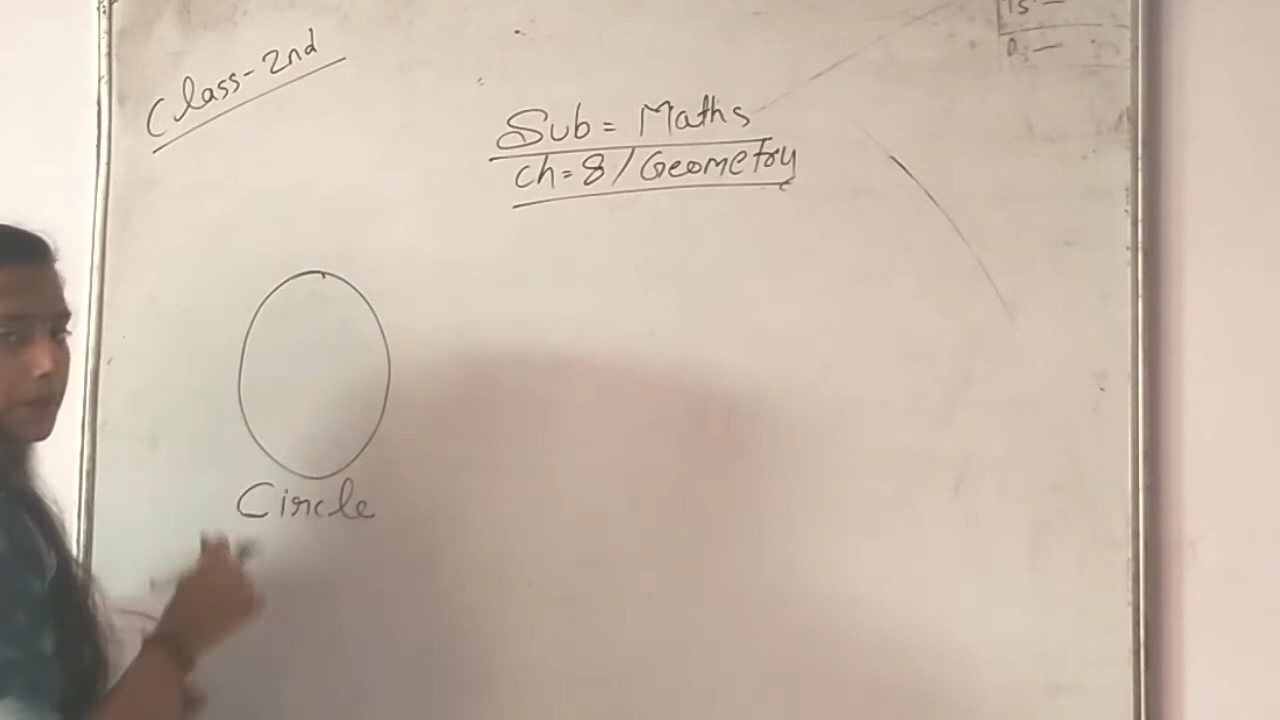 Class-2nd
Sub = Maths
Ch = 8 / Geometry
Circle